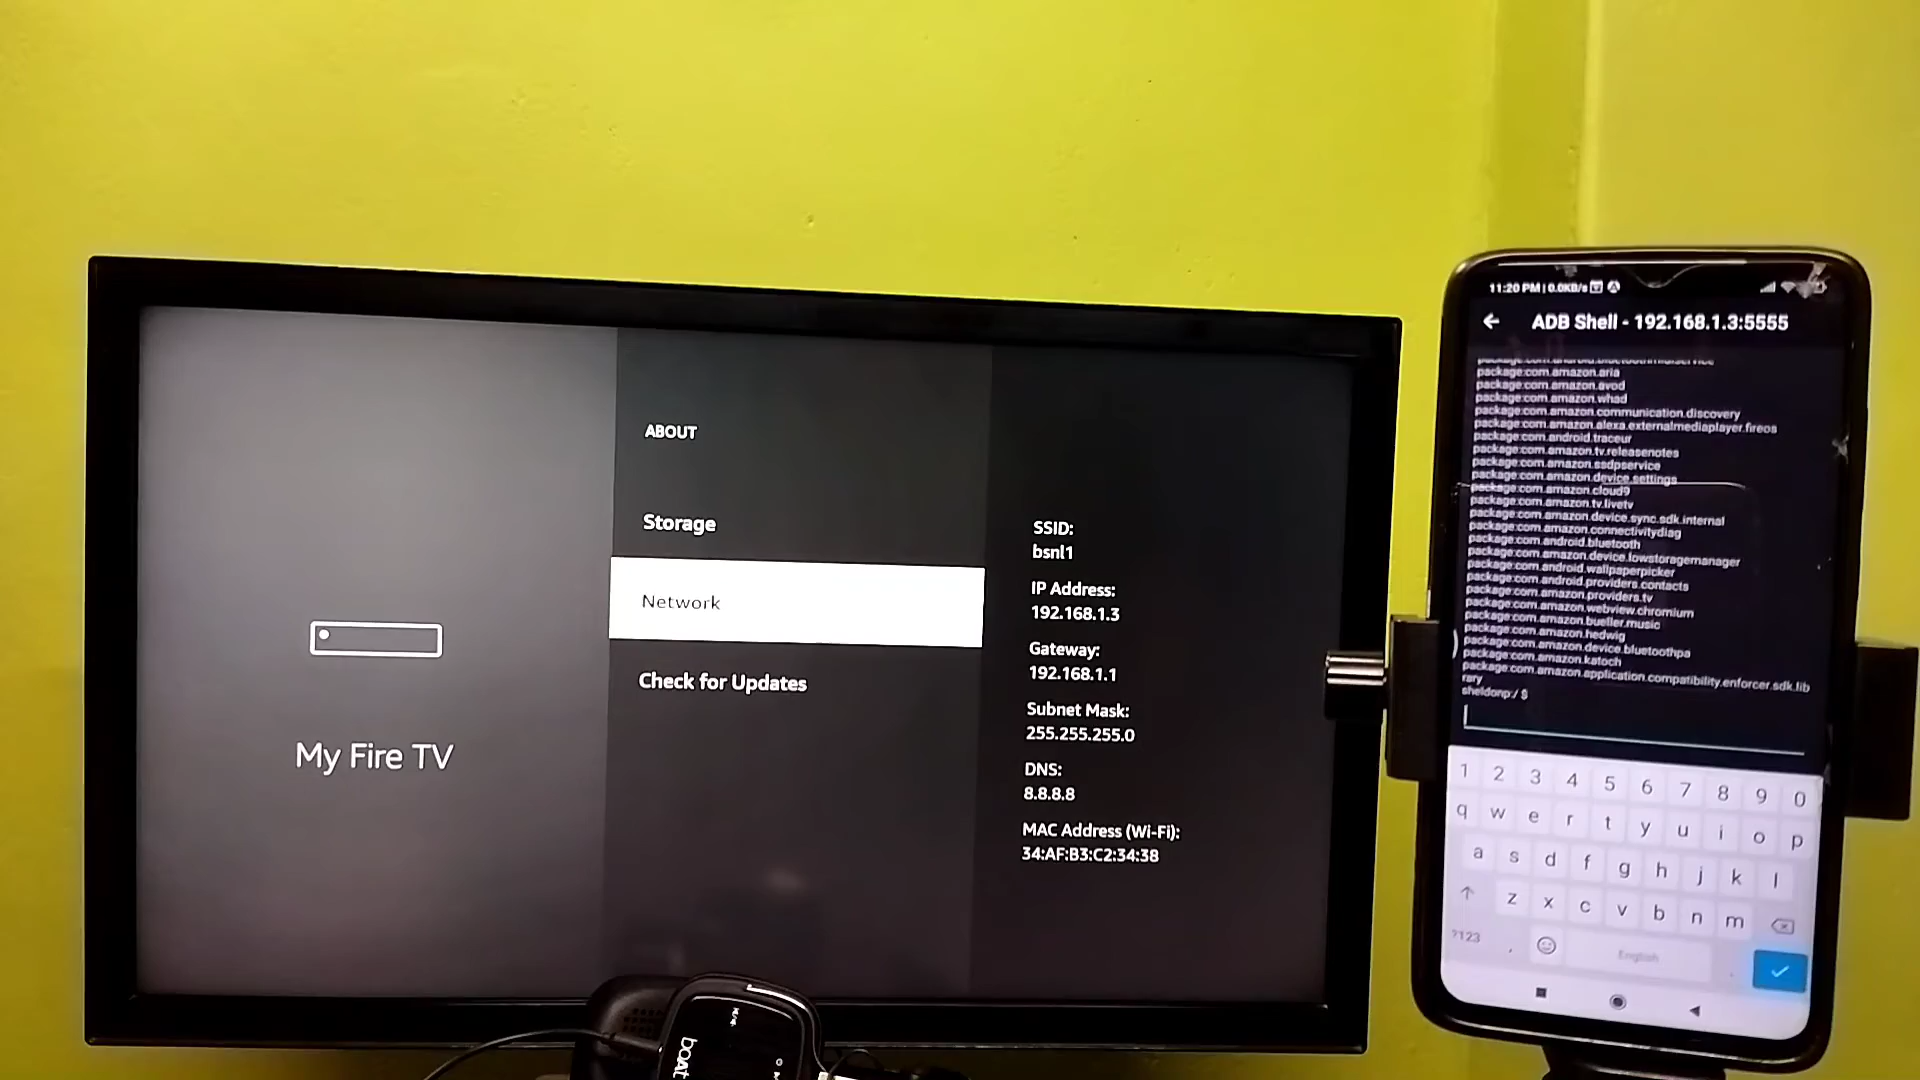 ABOUT
Storage
Network
Check for Updates
My Fire TV
SSID:
bsnl1
IP Address:
192.168.1.3
Gateway:
192.168.1.1
Subnet Mask:
255.255.255.0
DNS:
8.8.8.8
MAC Address (Wi-Fi):
34:AF:B3:C2:34:38
boAt
11:20 PM | 0.0KB/s
ADB Shell - 192.168.1.3:5555
package:com.android.bluetoothmidiservice
package:com.amazon.aria
package:com.amazon.avod
package:com.amazon.whad
package:com.amazon.communication.discovery
package:com.amazon.alexa.externalmediaplayer.fireos
package:com.android.traceur
package:com.amazon.tv.releasenotes
package:com.amazon.ssdpservice
package:com.amazon.device.settings
package:com.amazon.cloud9
package:com.amazon.tv.livetv
package:com.amazon.device.sync.sdk.internal
package:com.amazon.connectivitydiag
package:com.android.bluetooth
package:com.amazon.device.lowstoragemanager
package:com.android.wallpaperpicker
package:com.android.providers.contacts
package:com.android.providers.tv
package:com.amazon.webview.chromium
package:com.amazon.bueller.music
package:com.amazon.hedwig
package:com.amazon.device.bluetoothpa
package:com.amazon.katoch
package:com.amazon.application.compatibility.enforcer.sdk.lib
rary
sheldonp:/ $
1 2 3 4 5 6 7 8 9 0
q w e r t y u i o p
a s d f g h j k l
z x c v b n m
?123 , English .